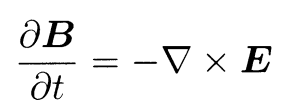 ∂B/∂t = −∇ × E